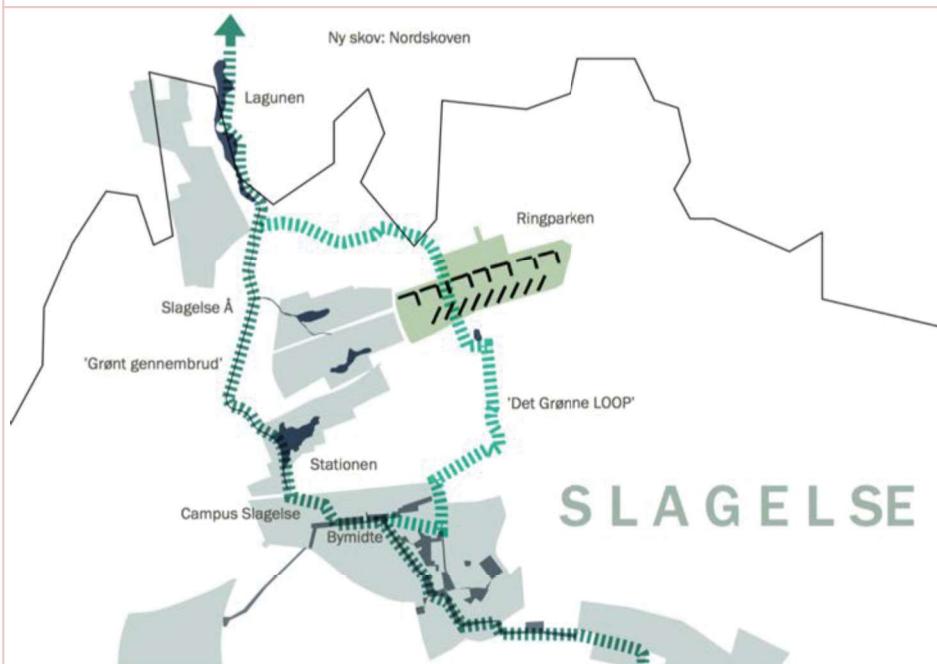 Ny skov: Nordskoven
Lagunen
Ringparken
Slagelse Å
'Grønt gennembrud'
'Det Grønne LOOP'
Stationen
SLAGELSE
Campus Slagelse
Bymidte